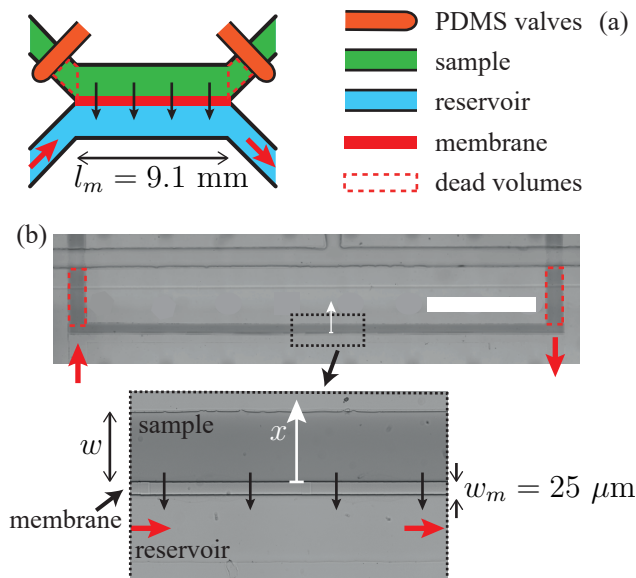 PDMS valves (a)
sample
reservoir
membrane
dead volumes
l_m = 9.1 mm
(b)
sample
x
w
w_m = 25 μm
membrane
reservoir